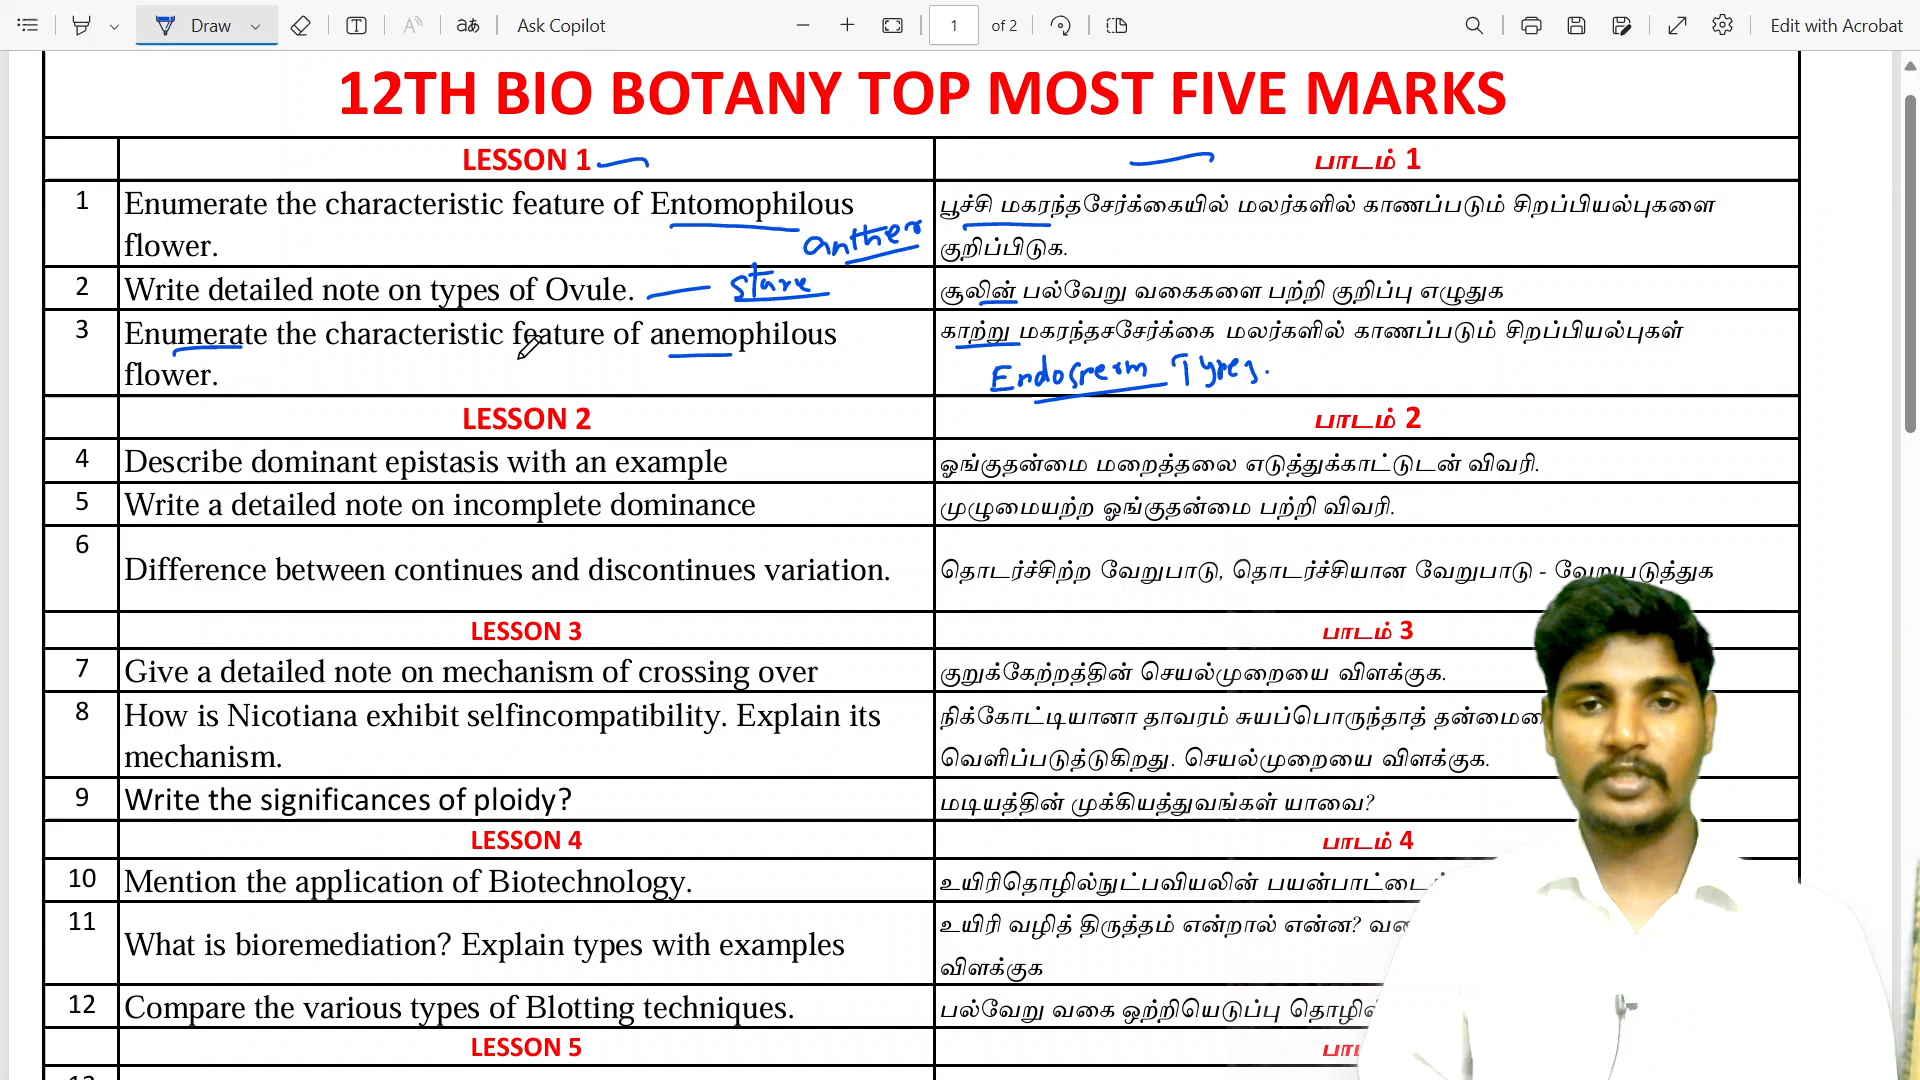 Draw
Ask Copilot
1 of 2
Edit with Acrobat
12TH BIO BOTANY TOP MOST FIVE MARKS
LESSON 1
பாடம் 1
1
Enumerate the characteristic feature of Entomophilous
flower.
anther
பூச்சி மகரந்தசேர்க்கையில் மலர்களில் காணப்படும் சிறப்பியல்புகளை
குறிப்பிடுக.
2
Write detailed note on types of Ovule.
சூலின் பல்வேறு வகைகளை பற்றி குறிப்பு எழுதுக
3
Enumerate the characteristic feature of anemophilous
flower.
காற்று மகரந்தசசேர்க்கை மலர்களில் காணப்படும் சிறப்பியல்புகள்
Endosperm Types.
LESSON 2
பாடம் 2
4
Describe dominant epistasis with an example
ஓங்குதன்மை மறைத்தலை எடுத்துக்காட்டுடன் விவரி.
5
Write a detailed note on incomplete dominance
முழுமையற்ற ஓங்குதன்மை பற்றி விவரி.
6
Difference between continues and discontinues variation.
தொடர்ச்சிற்ற வேறுபாடு, தொடர்ச்சியான வேறுபாடு - வேறுபடுத்துக
LESSON 3
பாடம் 3
7
Give a detailed note on mechanism of crossing over
குறுக்கேற்றத்தின் செயல்முறையை விளக்குக.
8
How is Nicotiana exhibit selfincompatibility. Explain its
mechanism.
நிக்கோட்டியானா தாவரம் சுயப்பொருந்தாத்
வெளிப்படுத்டுகிறது. செயல்முறையை விளக்குக.
9
Write the significances of ploidy?
மடியத்தின் முக்கியத்துவங்கள் யாவை?
LESSON 4
பாடம் 4
10
Mention the application of Biotechnology.
உயிரிதொழில்நுட்பவியலின்
11
What is bioremediation? Explain types with examples
உயிரி வழித் திருத்தம் என்றால் என்ன?
விளக்குக
12
Compare the various types of Blotting techniques.
பல்வேறு வகை ஒற்றியெடுப்பு
LESSON 5